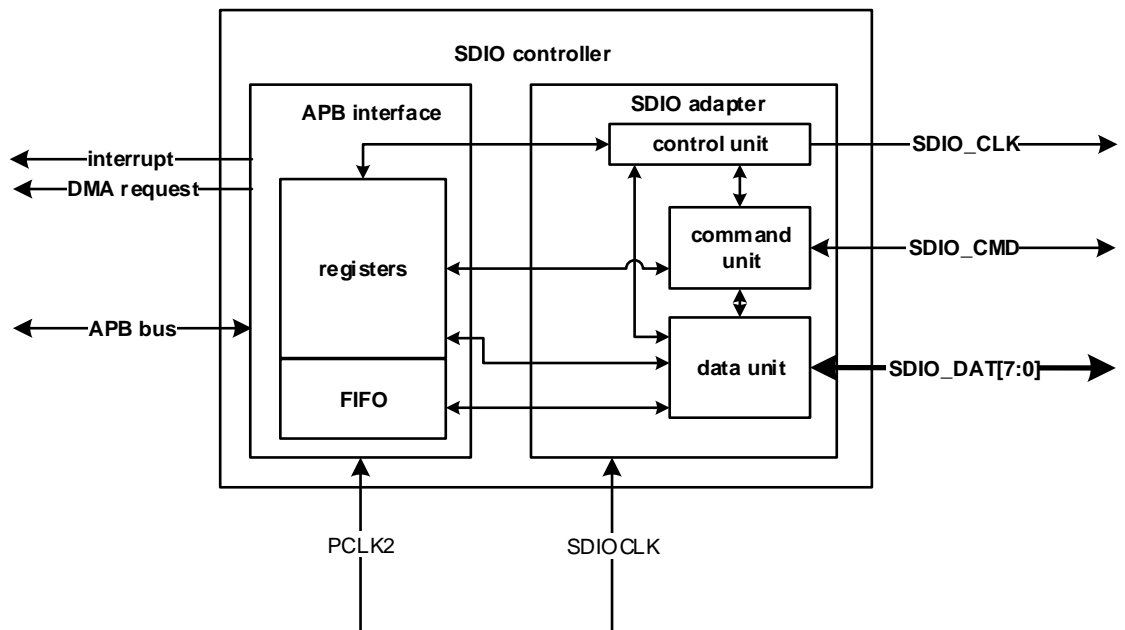 SDIO controller
APB interface
SDIO adapter
control unit
SDIO_CLK
interrupt
DMA request
registers
command
unit
SDIO_CMD
APB bus
data unit
SDIO_DAT[7:0]
FIFO
PCLK2
SDIOCLK